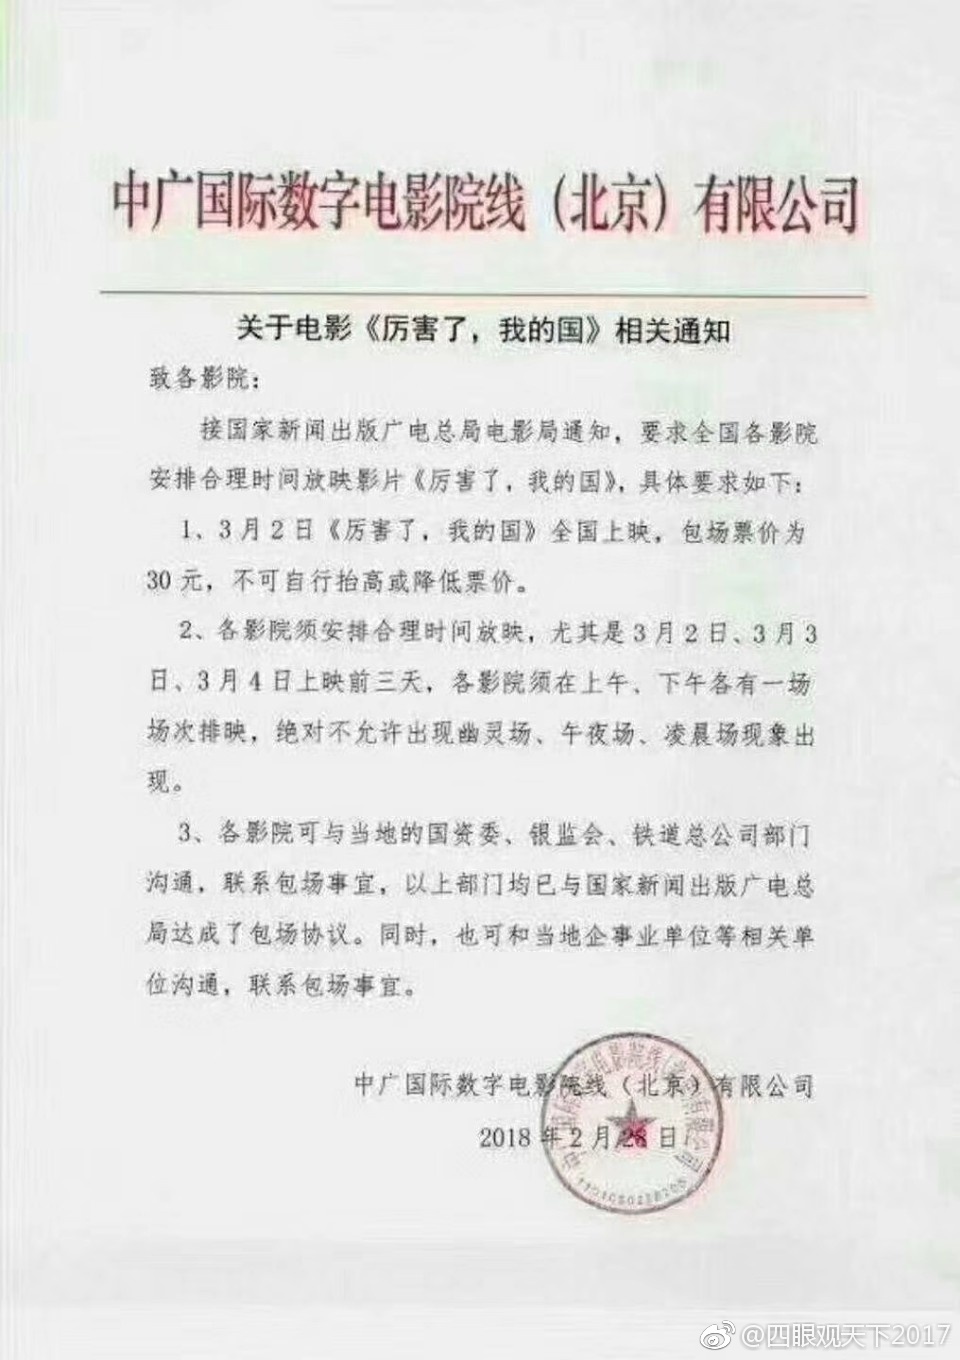 中广国际数字电影院线（北京）有限公司
关于电影《厉害了，我的国》相关通知
致各影院：
接国家新闻出版广电总局电影局通知，要求全国各影院
安排合理时间放映影片《厉害了，我的国》，具体要求如下：
1、3月2日《厉害了，我的国》全国上映，包场票价为
30元，不可自行抬高或降低票价。
2、各影院须安排合理时间放映，尤其是3月2日、3月3
日、3月4日上映前三天，各影院须在上午、下午各有一场
场次排映，绝对不允许出现幽灵场、午夜场、凌晨场现象出
现。
3、各影院可与当地的国资委、银监会、铁道总公司部门
沟通，联系包场事宜，以上部门均已与国家新闻出版广电总
局达成了包场协议。同时，也可和当地企事业单位等相关单
位沟通，联系包场事宜。
中广国际数字电影院线（北京）有限公司
2018年2月28日
@四眼观天下2017